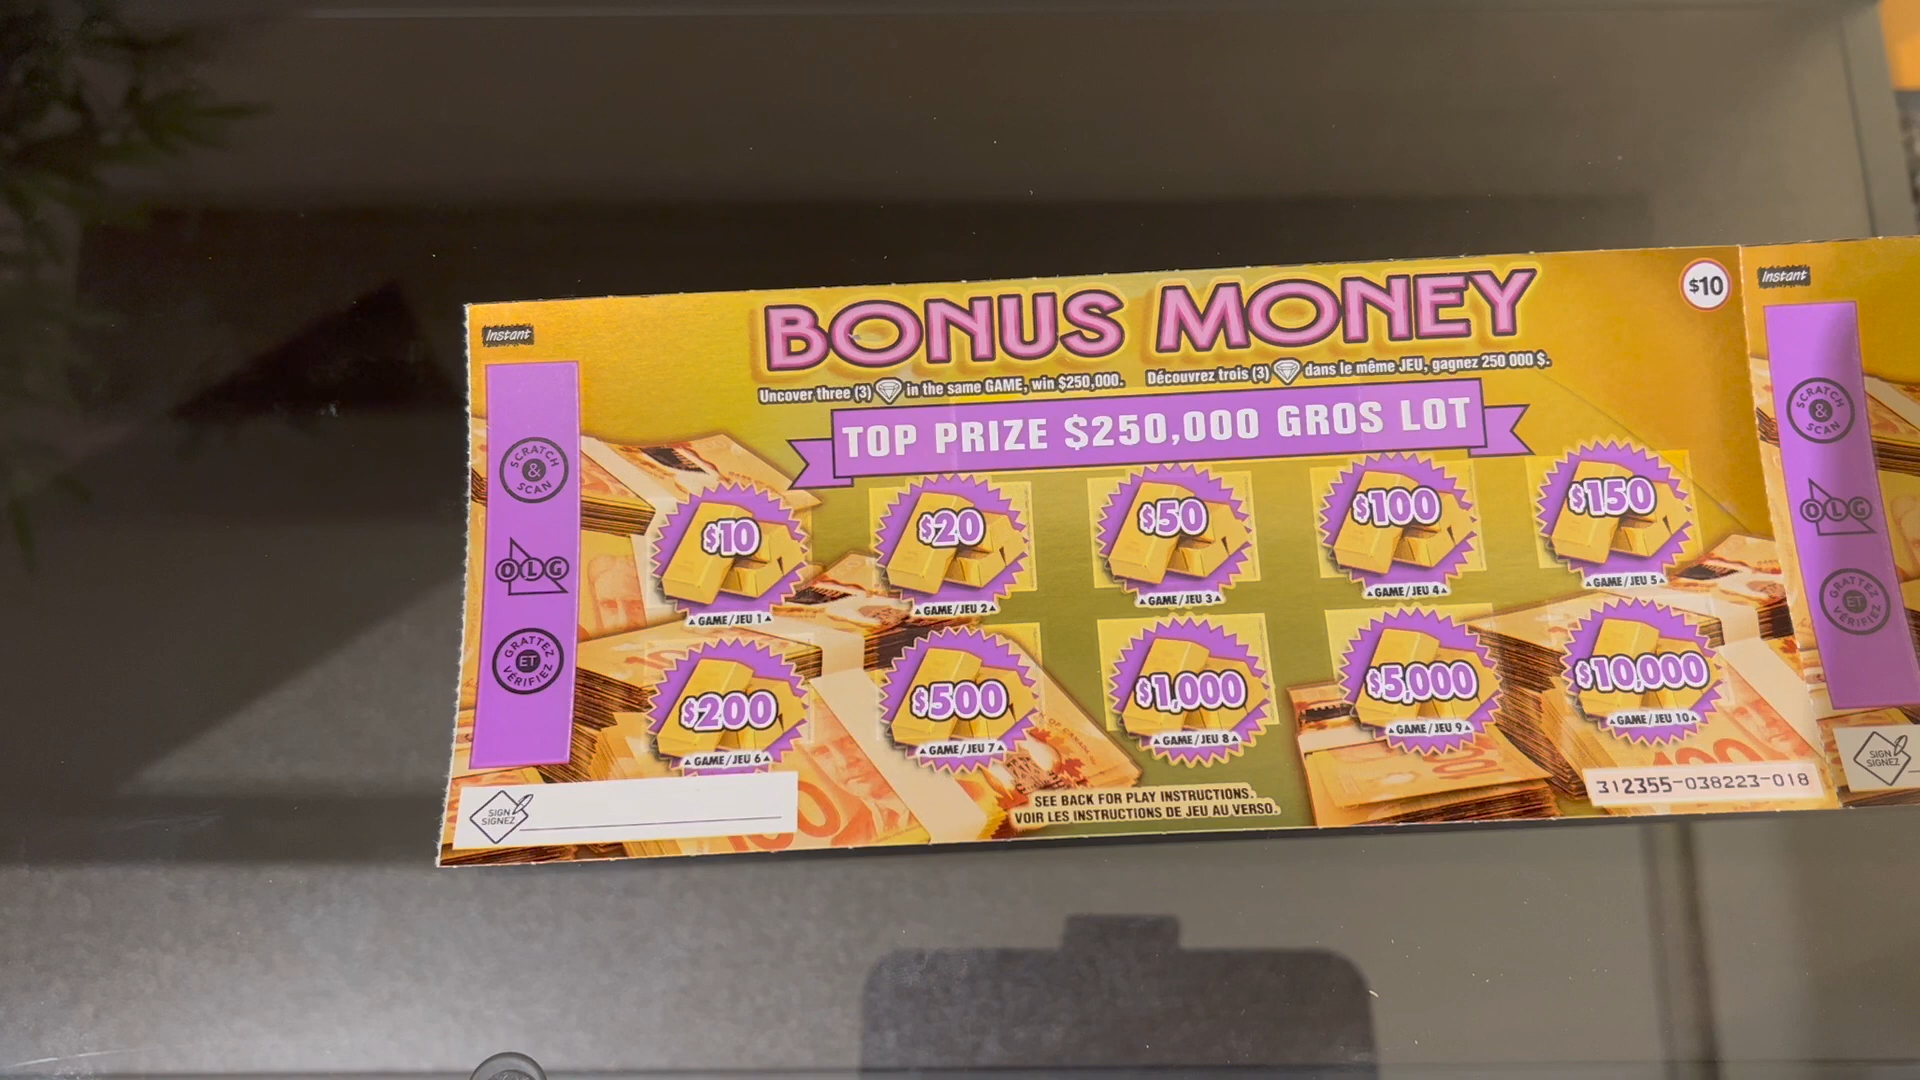 Instant
BONUS MONEY
$10
Uncover three (3) in the same GAME, win $250,000. Découvrez trois (3) dans le même JEU, gagnez 250 000 $.
TOP PRIZE $250,000 GROS LOT
SCRATCH & SCAN
OLG
GRATTEZ ET VÉRIFIEZ
$10
GAME/JEU 1
$20
GAME/JEU 2
$50
GAME/JEU 3
$100
GAME/JEU 4
$150
GAME/JEU 5
$200
GAME/JEU 6
$500
GAME/JEU 7
$1,000
GAME/JEU 8
$5,000
GAME/JEU 9
$10,000
GAME/JEU 10
SIGN
SIGNEZ
SEE BACK FOR PLAY INSTRUCTIONS.
VOIR LES INSTRUCTIONS DE JEU AU VERSO.
312355-038223-018
Instant
SCRATCH & SCAN
OLG
GRATTEZ ET VÉRIFIEZ
SIGN
SIGNEZ